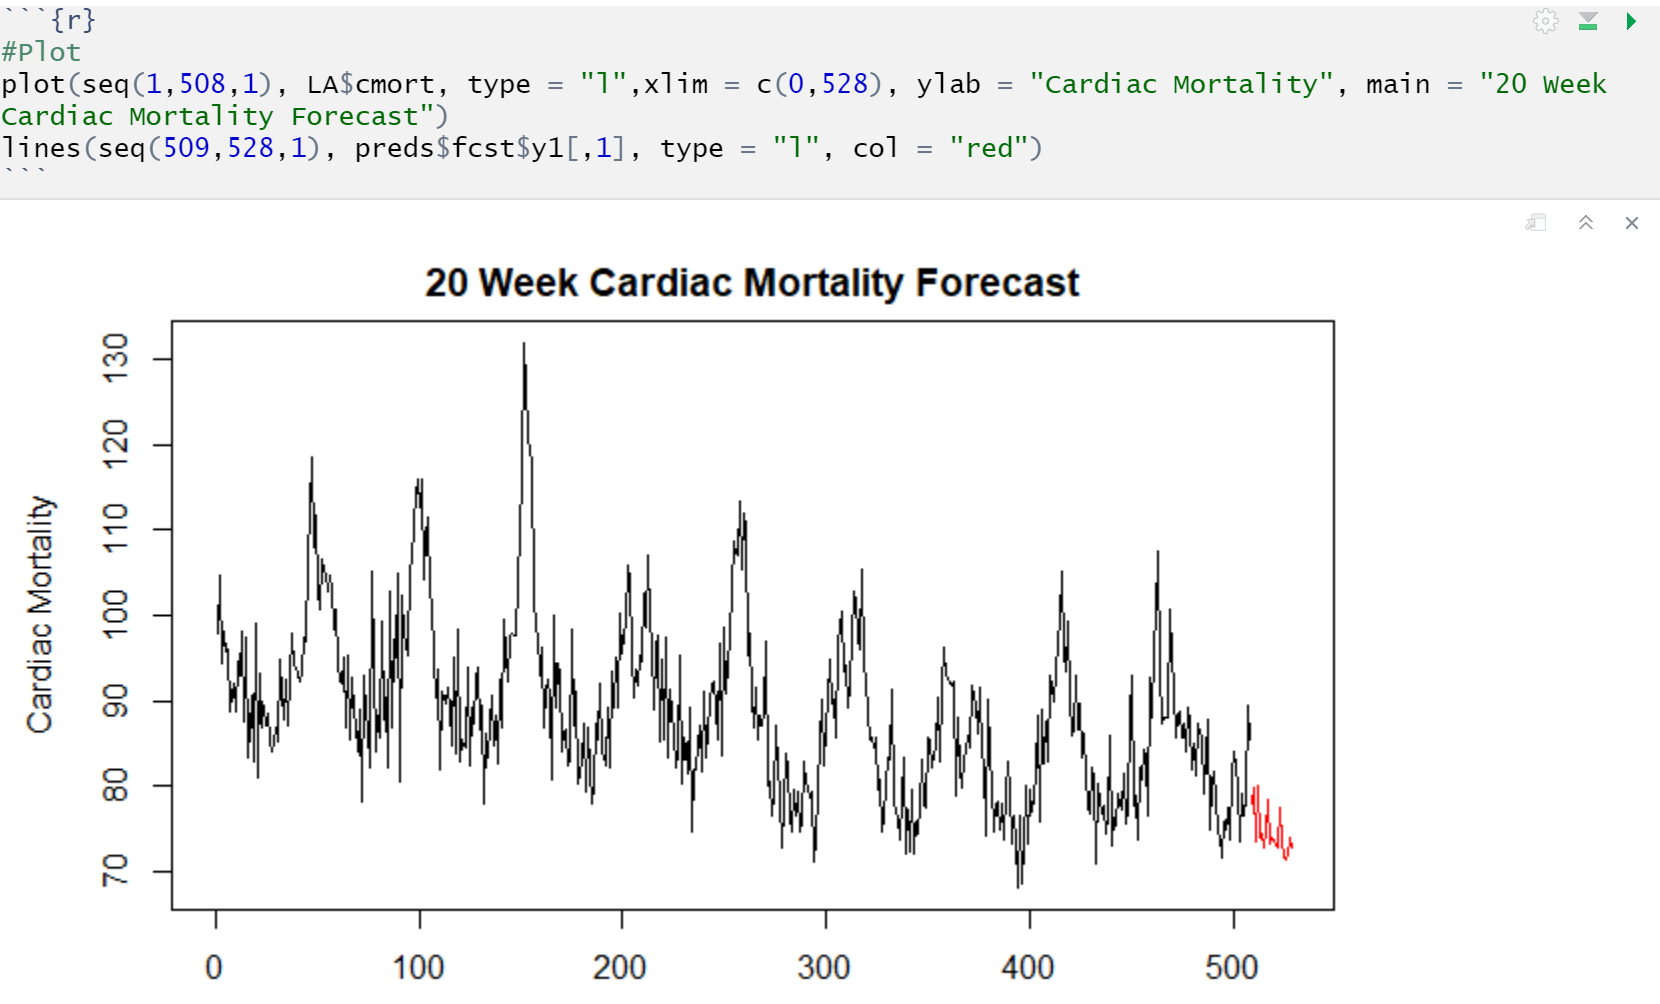 ```{r}
#Plot
plot(seq(1,508,1), LA$cmort, type = "l",xlim = c(0,528), ylab = "Cardiac Mortality", main = "20 Week
Cardiac Mortality Forecast")
lines(seq(509,528,1), preds$fcst$y1[,1], type = "l", col = "red")
```
20 Week Cardiac Mortality Forecast
130
120
110
100
90
80
70
Cardiac Mortality
0 100 200 300 400 500